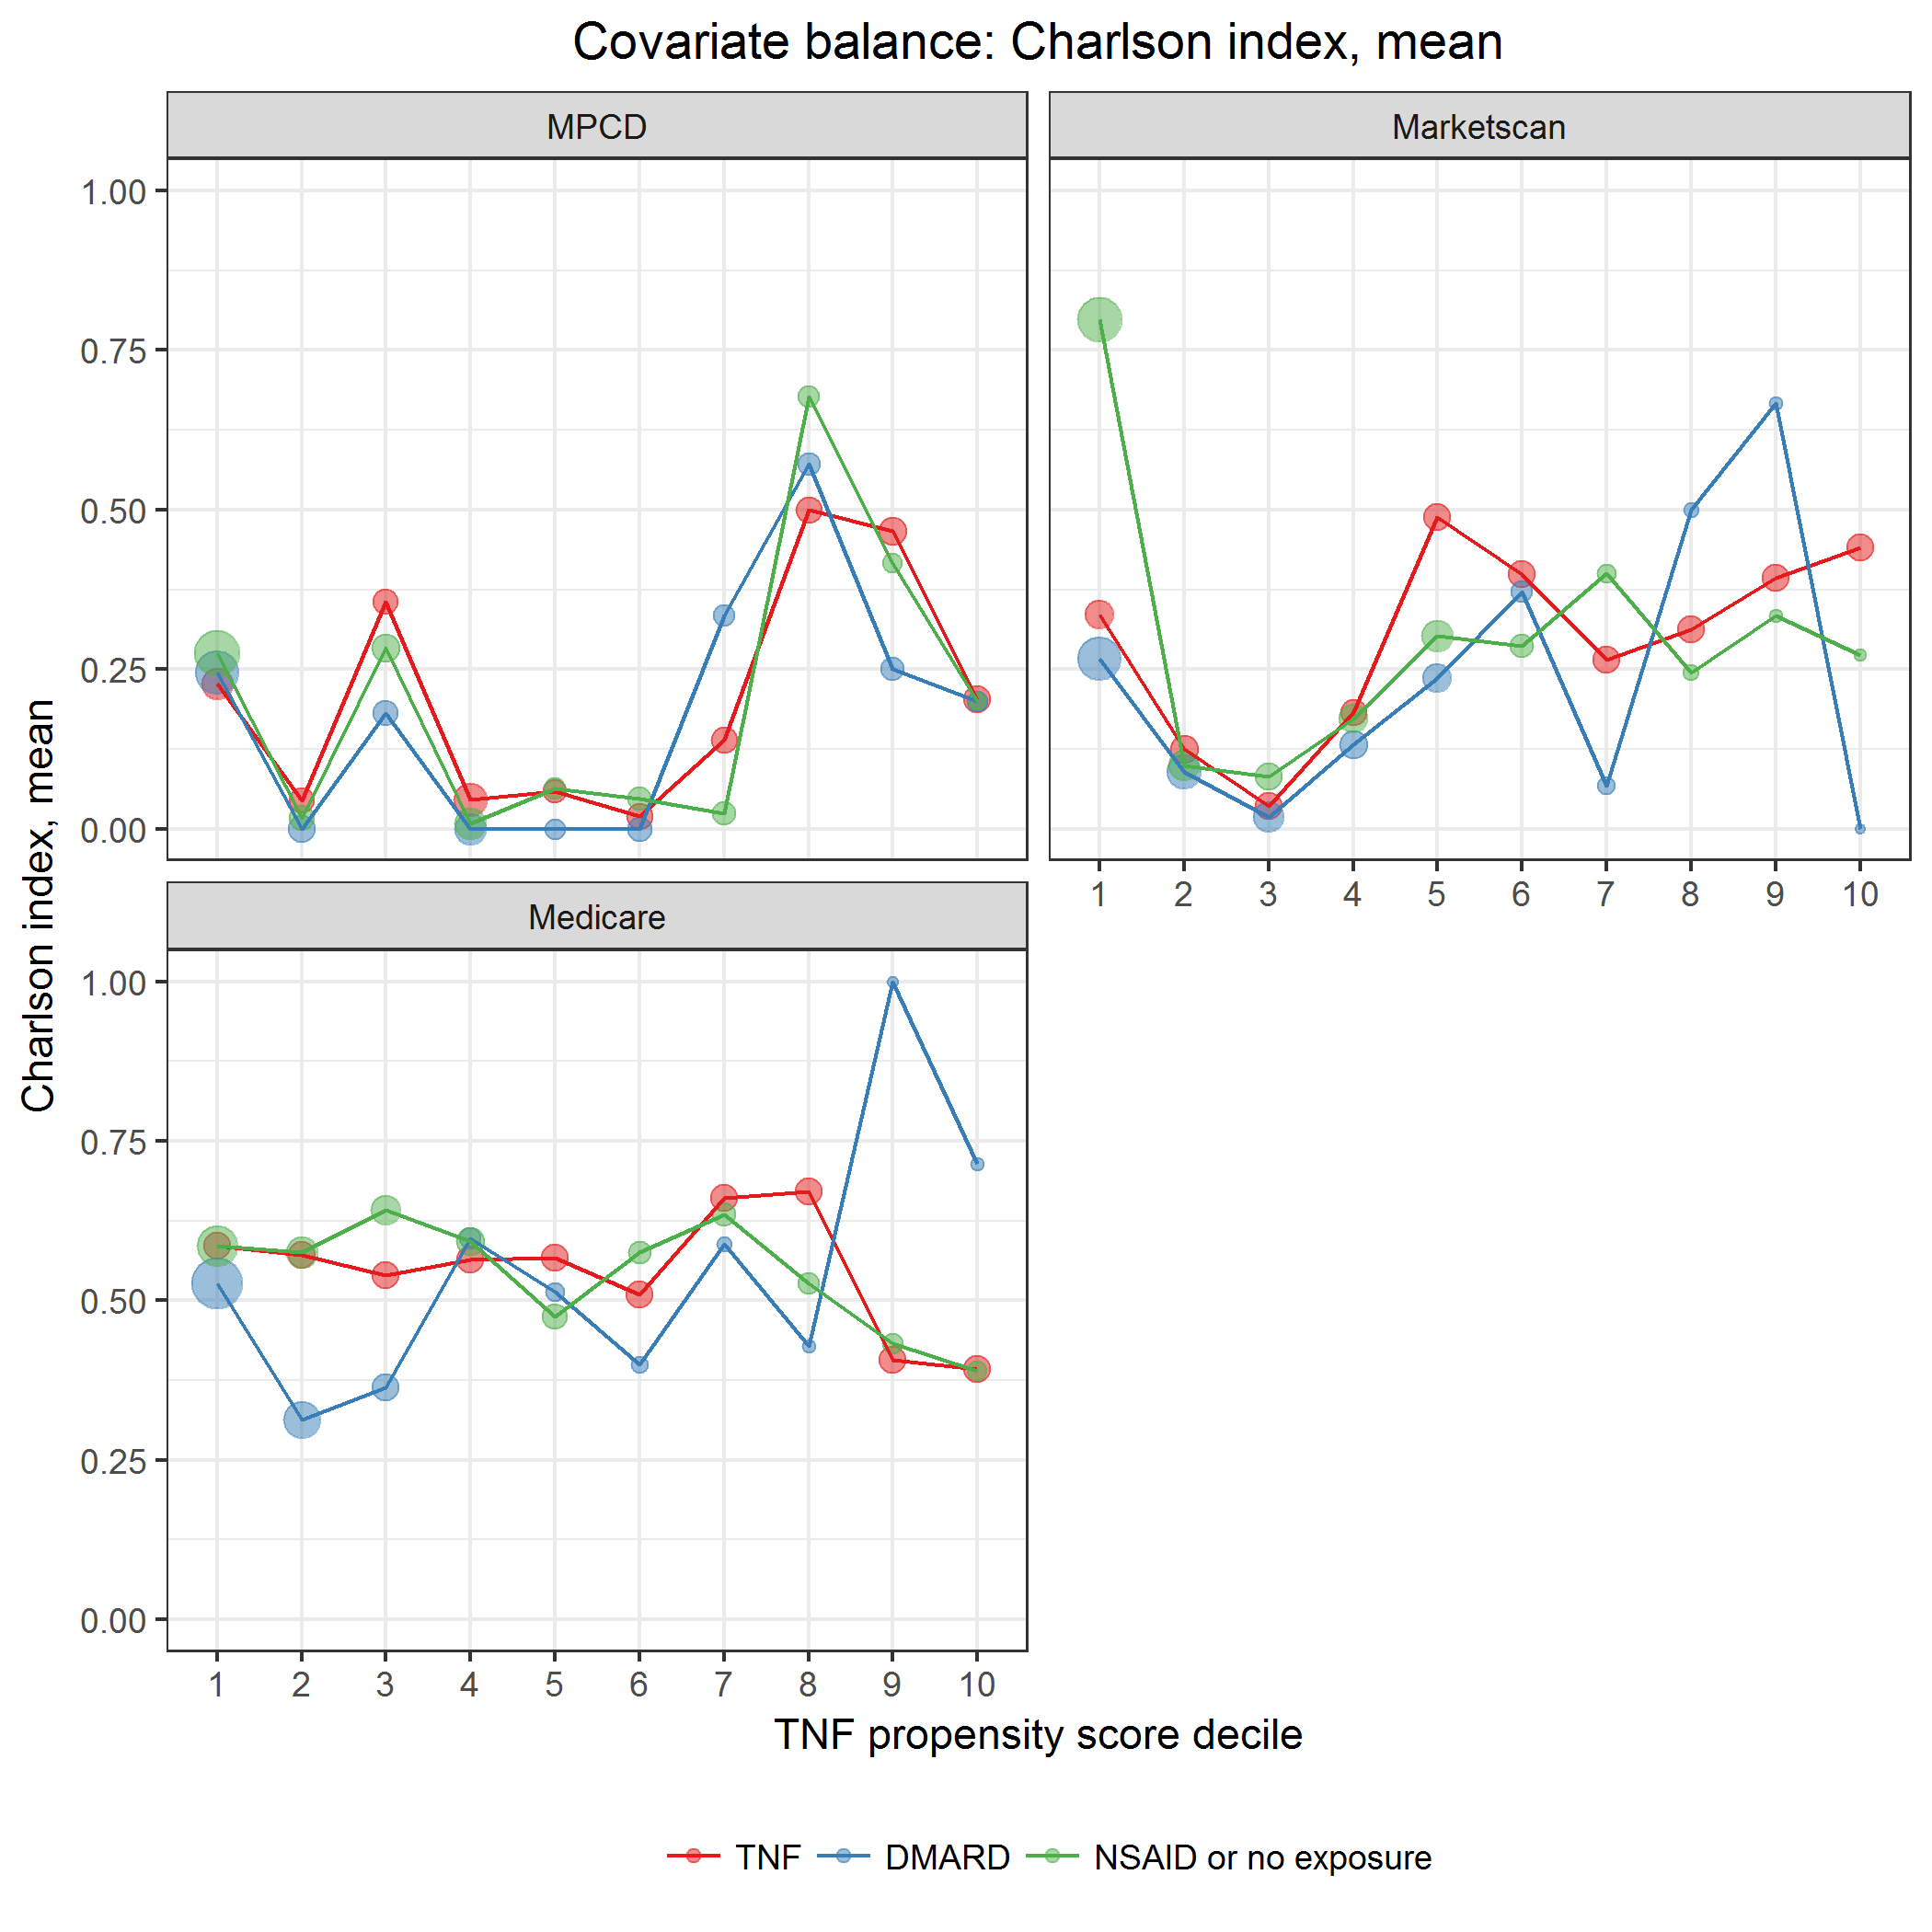 Covariate balance: Charlson index, mean
MPCD
Marketscan
1.00
0.75
0.50
0.25
0.00
1 2 3 4 5 6 7 8 9 10
Medicare
1.00
0.75
0.50
0.25
0.00
1 2 3 4 5 6 7 8 9 10
Charlson index, mean
TNF propensity score decile
TNF DMARD NSAID or no exposure